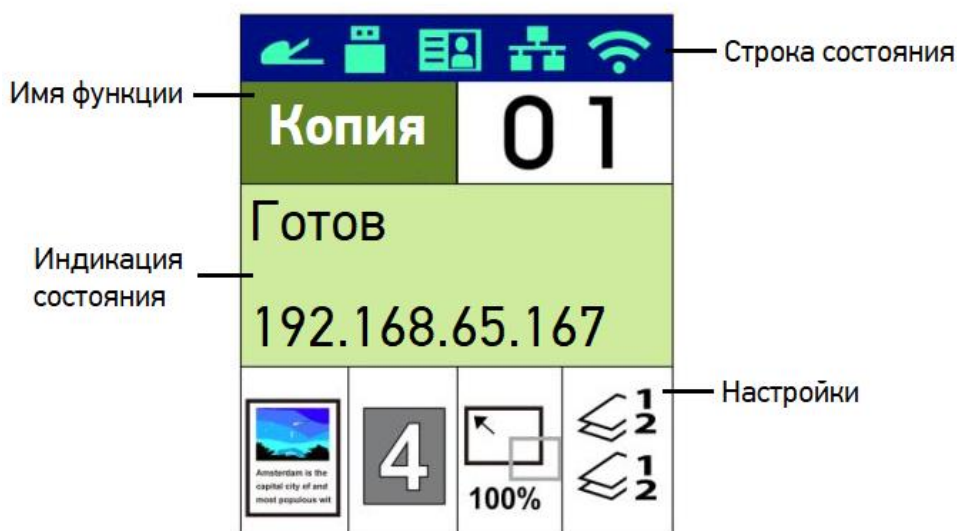 Строка состояния
Имя функции
Копия
01
Готов
Индикация
состояния
192.168.65.167
Настройки
1
2
4
Amsterdam is the
capital city ef and
most populous wit
100%
1
2